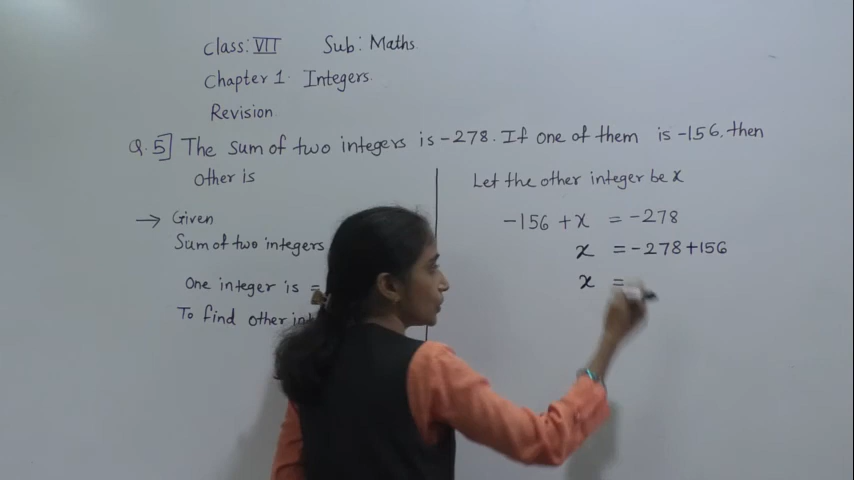 Class: VII Sub: Maths
Chapter 1. Integers.
Revision
Q.5] The sum of two integers is -278. If one of them is -156. then
other is
→ Given
Sum of two integers
One integer is =
To find other int
Let the other integer be x
-156 + x = -278
x = -278+156
x =